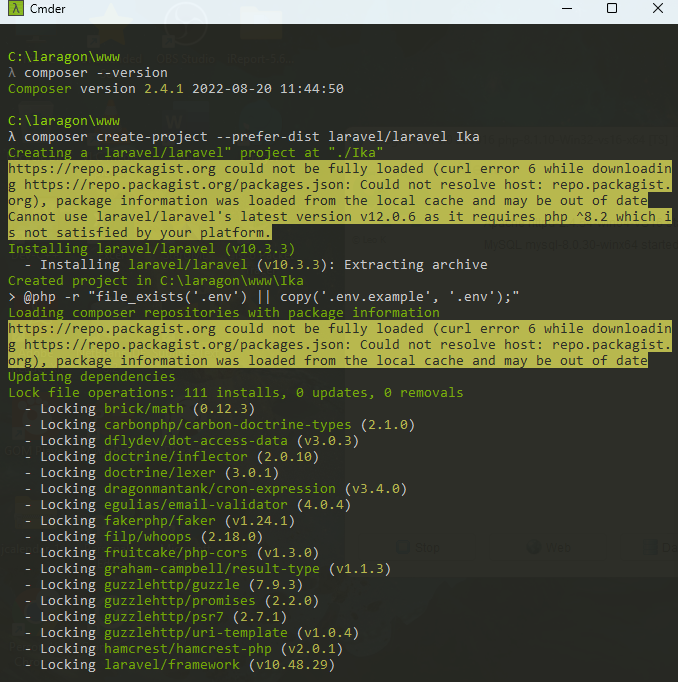 Cmder
C:\laragon\www
λ composer --version
Composer version 2.4.1 2022-08-20 11:44:50
C:\laragon\www
λ composer create-project --prefer-dist laravel/laravel Ika
Creating a "laravel/laravel" project at "./Ika"
https://repo.packagist.org could not be fully loaded (curl error 6 while downloadin
g https://repo.packagist.org/packages.json: Could not resolve host: repo.packagist.
org), package information was loaded from the local cache and may be out of date
Cannot use laravel/laravel's latest version v12.0.6 as it requires php ^8.2 which i
s not satisfied by your platform.
Installing laravel/laravel (v10.3.3)
  - Installing laravel/laravel (v10.3.3): Extracting archive
Created project in C:\laragon\www\Ika
> @php -r "file_exists('.env') || copy('.env.example', '.env');"
Loading composer repositories with package information
https://repo.packagist.org could not be fully loaded (curl error 6 while downloadin
g https://repo.packagist.org/packages.json: Could not resolve host: repo.packagist.
org), package information was loaded from the local cache and may be out of date
Updating dependencies
Lock file operations: 111 installs, 0 updates, 0 removals
  - Locking brick/math (0.12.3)
  - Locking carbonphp/carbon-doctrine-types (2.1.0)
  - Locking dflydev/dot-access-data (v3.0.3)
  - Locking doctrine/inflector (2.0.10)
  - Locking doctrine/lexer (3.0.1)
  - Locking dragonmantank/cron-expression (v3.4.0)
  - Locking egulias/email-validator (4.0.4)
  - Locking fakerphp/faker (v1.24.1)
  - Locking filp/whoops (2.18.0)
  - Locking fruitcake/php-cors (v1.3.0)
  - Locking graham-campbell/result-type (v1.1.3)
  - Locking guzzlehttp/guzzle (7.9.3)
  - Locking guzzlehttp/promises (2.2.0)
  - Locking guzzlehttp/psr7 (2.7.1)
  - Locking guzzlehttp/uri-template (v1.0.4)
  - Locking hamcrest/hamcrest-php (v2.0.1)
  - Locking laravel/framework (v10.48.29)